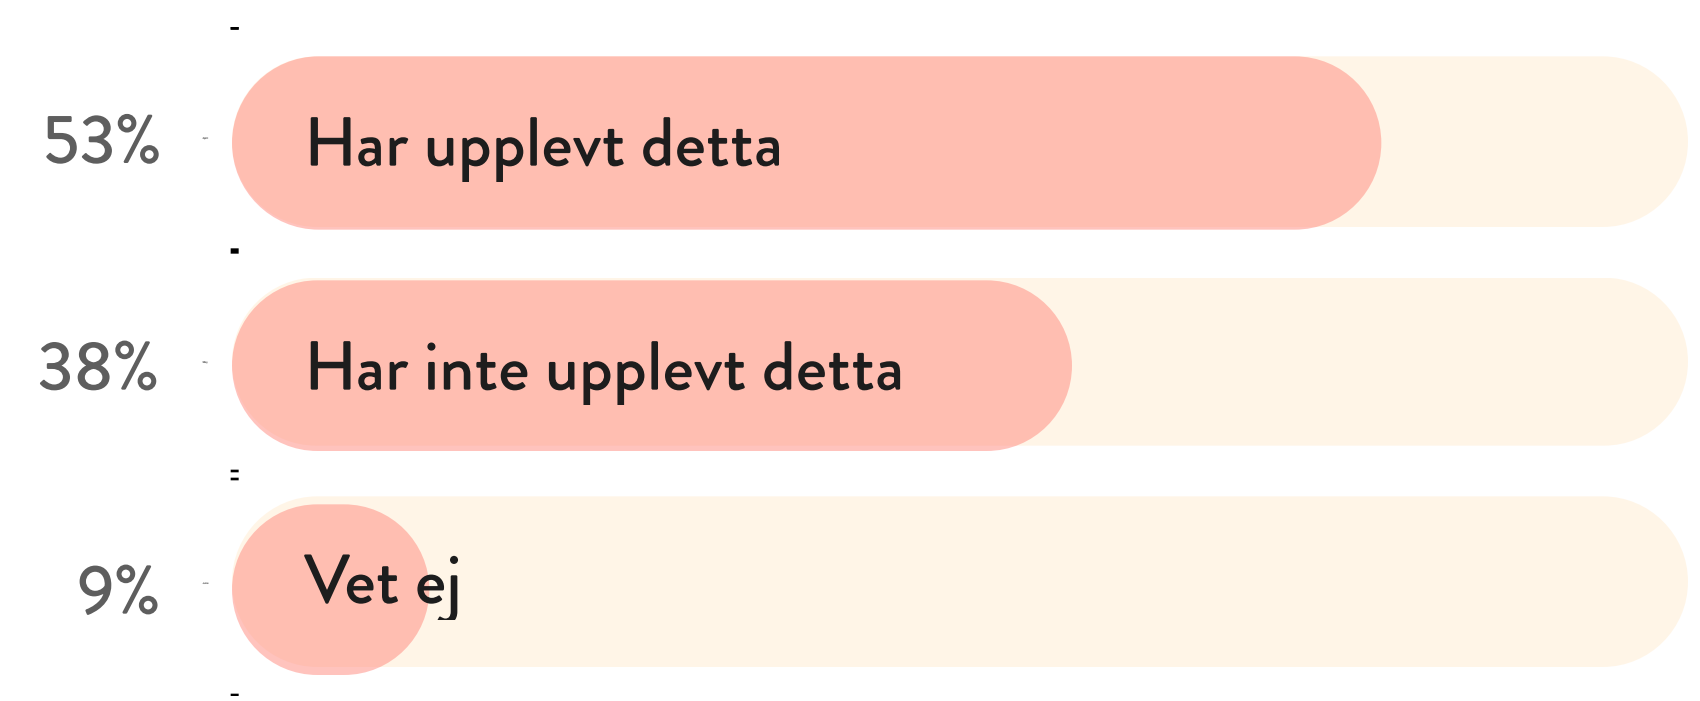 53% Har upplevt detta
38% Har inte upplevt detta
9% Vet ej